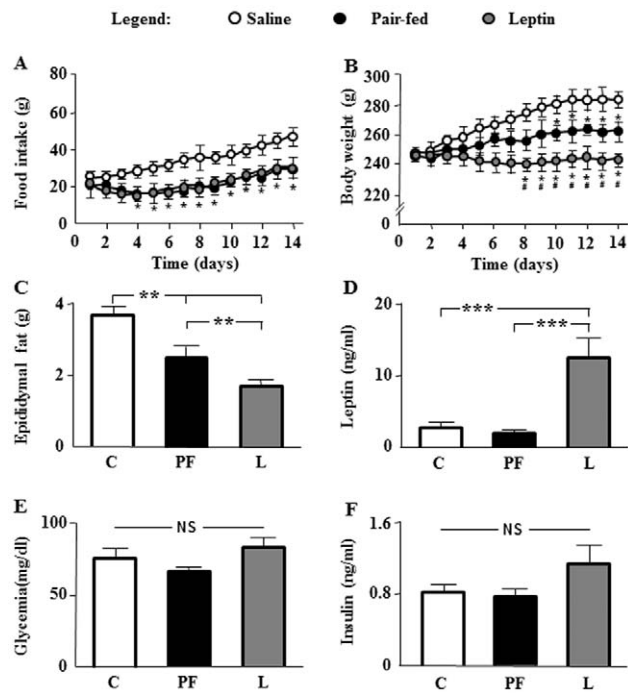 Legend: Saline Pair-fed Leptin
A
Food intake (g)
80
60
40
20
0
* * * * * * * * * * *
0 2 4 6 8 10 12 14
Time (days)
B
Body weight (g)
300
280
260
240
220
* * * * * * *
* * * * * * *
# # # # # # #
0 2 4 6 8 10 12 14
Time (days)
C
Epididymal fat (g)
4
2
0
**
**
C PF L
D
Leptin (ng/ml)
20
10
0
***
***
C PF L
E
Glycemia(mg/dl)
100
50
0
NS
C PF L
F
Insulin (ng/ml)
1.6
0.8
0
NS
C PF L